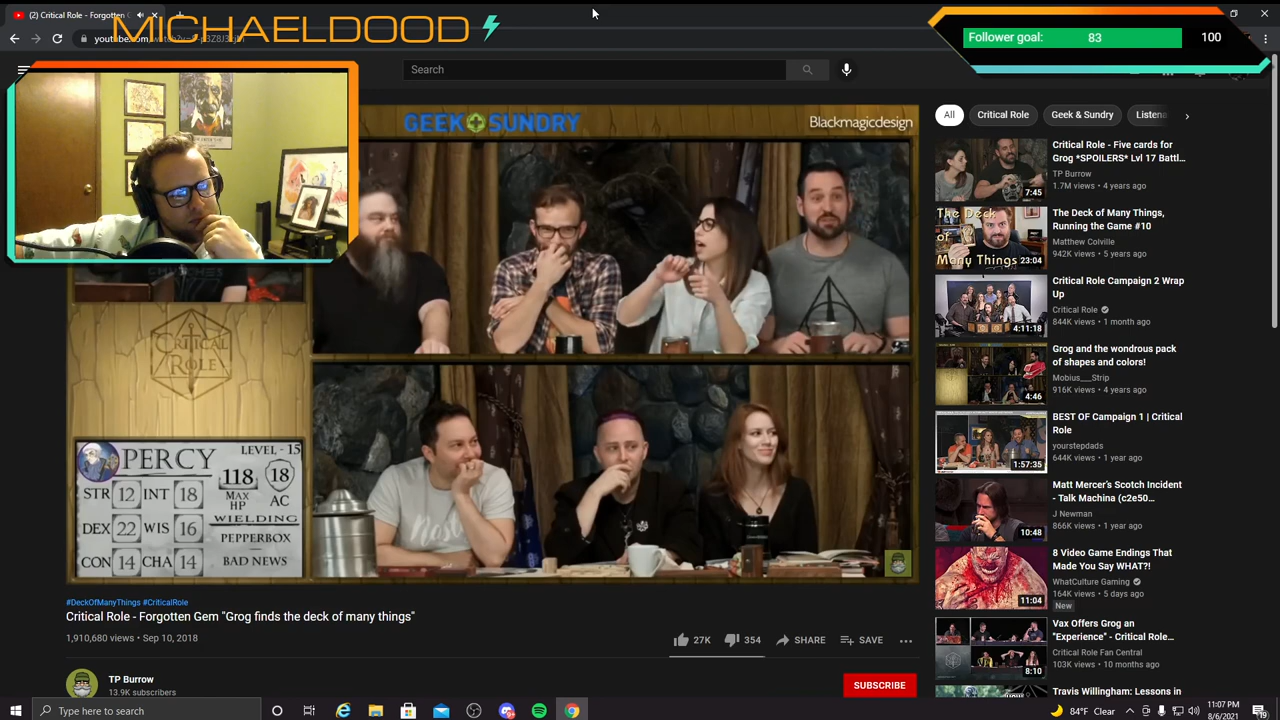 (2) Critical Role - Forgotten
MICHAELDOOD
Follower goal: 83 100
Search
GEEK & SUNDRY
Blackmagicdesign
All Critical Role Geek & Sundry
CRITICAL
ROLE
PERCY
LEVEL - 15
118
MAX
HP
18
AC
STR 12 INT 18
DEX 22 WIS 16
CON 14 CHA 14
WIELDING
PEPPERBOX
BAD NEWS
#DeckOfManyThings #CriticalRole
Critical Role - Forgotten Gem "Grog finds the deck of many things"
1,910,680 views • Sep 10, 2018
27K 354 SHARE SAVE
TP Burrow
13.9K subscribers
SUBSCRIBE
Critical Role - Five cards for
Grog *SPOILERS* Lvl 17 Battl...
TP Burrow
1.7M views • 4 years ago
7:45
The Deck of Many Things
The Deck of Many Things,
Running the Game #10
Matthew Colville
942K views • 5 years ago
23:04
Critical Role Campaign 2 Wrap
Up
Critical Role
844K views • 1 month ago
4:11:18
Grog and the wondrous pack
of shapes and colors!
Mobius___Strip
916K views • 4 years ago
4:46
BEST OF Campaign 1 | Critical
Role
yourstepdads
644K views • 1 year ago
1:57:35
Matt Mercer's Scotch Incident
- Talk Machina (c2e50...
J Newman
866K views • 1 year ago
10:48
8 Video Game Endings That
Made You Say WHAT?!
WhatCulture Gaming
164K views • 5 days ago
New
11:04
Vax Offers Grog an
"Experience" - Critical Role...
Critical Role Fan Central
103K views • 10 months ago
8:10
Travis Willingham: Lessons in
Type here to search
84°F Clear
11:07 PM
8/6/2021